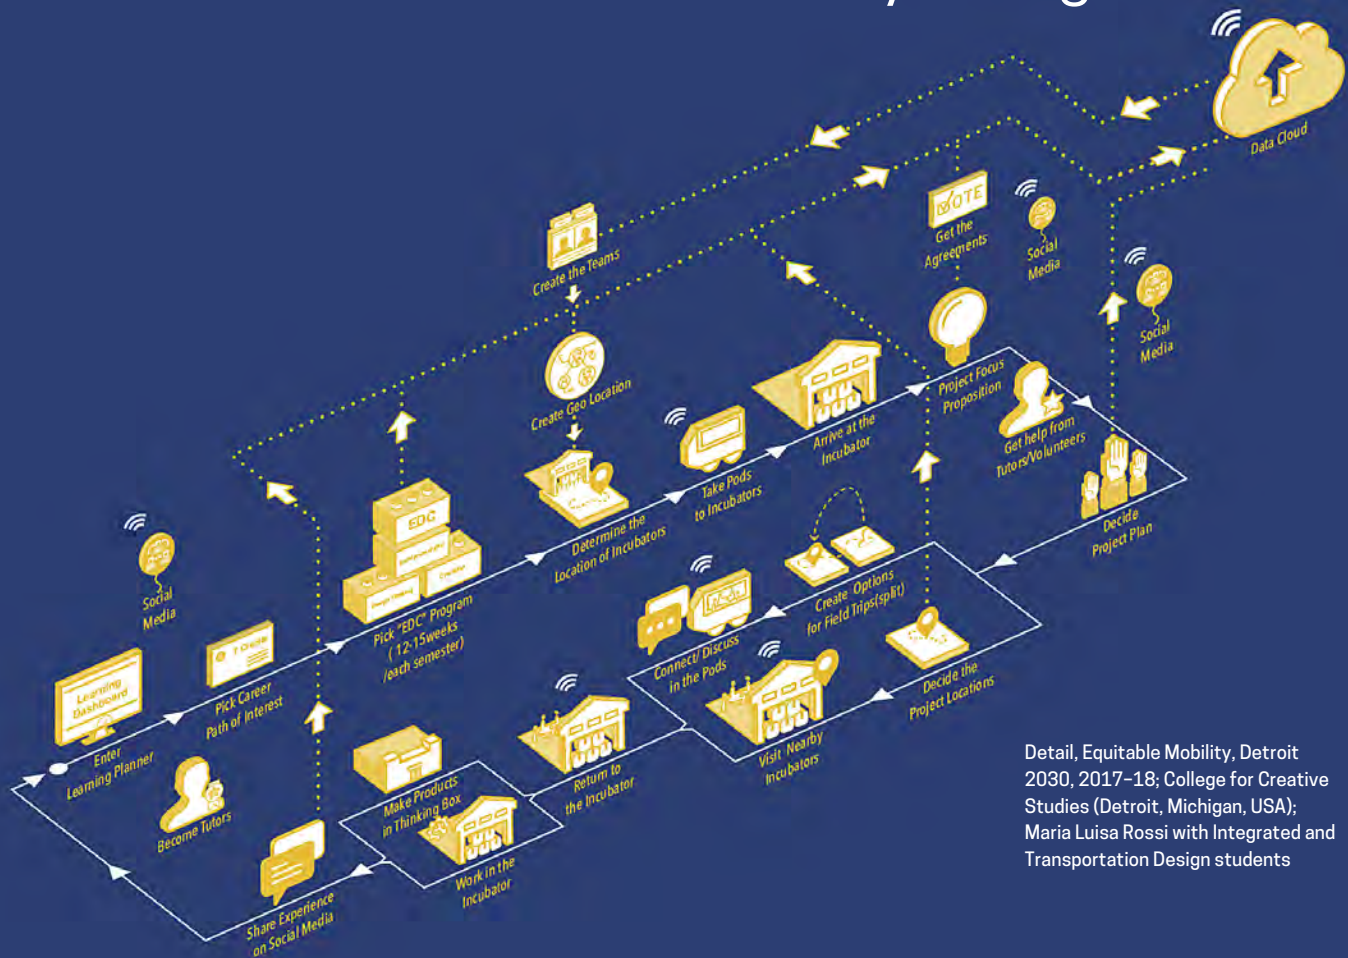 Data Cloud
VOTE
Get the
Agreements
Social
Media
Social
Media
Create the Teams
Create Geo Location
Project Focus
Proposition
Get help from
Tutors/Volunteers
Arrive at the
Incubator
Take Pods
to Incubators
Determine the
Location of Incubators
Decide
Project Plan
EDC
Pick "EDC" Program
( 12-15weeks
/each semester)
Social
Media
Learning
Dashboard
Enter
Learning Planner
Pick Career
Path of Interest
Create Options
for Field Trips(split)
Connect/ Discuss
in the Pods
Decide the
Project Locations
Visit Nearby
Incubators
Return to
the Incubator
Make Products
in Thinking Box
Work in the
Incubator
Become Tutors
Share Experience
on Social Media
Detail, Equitable Mobility, Detroit
2030, 2017–18; College for Creative
Studies (Detroit, Michigan, USA);
Maria Luisa Rossi with Integrated and
Transportation Design students